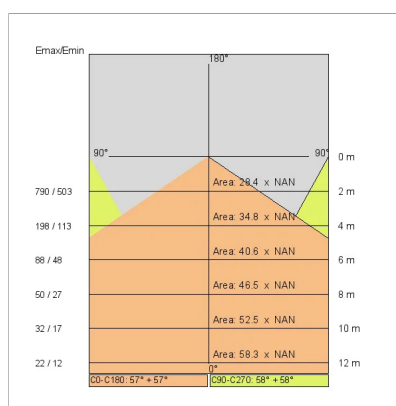 Emax/Emin
180°
90°
90°
0 m
Area: 28.4 x NAN
790 / 503
2 m
Area: 34.8 x NAN
198 / 113
4 m
Area: 40.6 x NAN
88 / 48
6 m
Area: 46.5 x NAN
50 / 27
8 m
Area: 52.5 x NAN
32 / 17
10 m
Area: 58.3 x NAN
22 / 12
12 m
0°
C0-C180: 57° + 57°
C90-C270: 58° + 58°